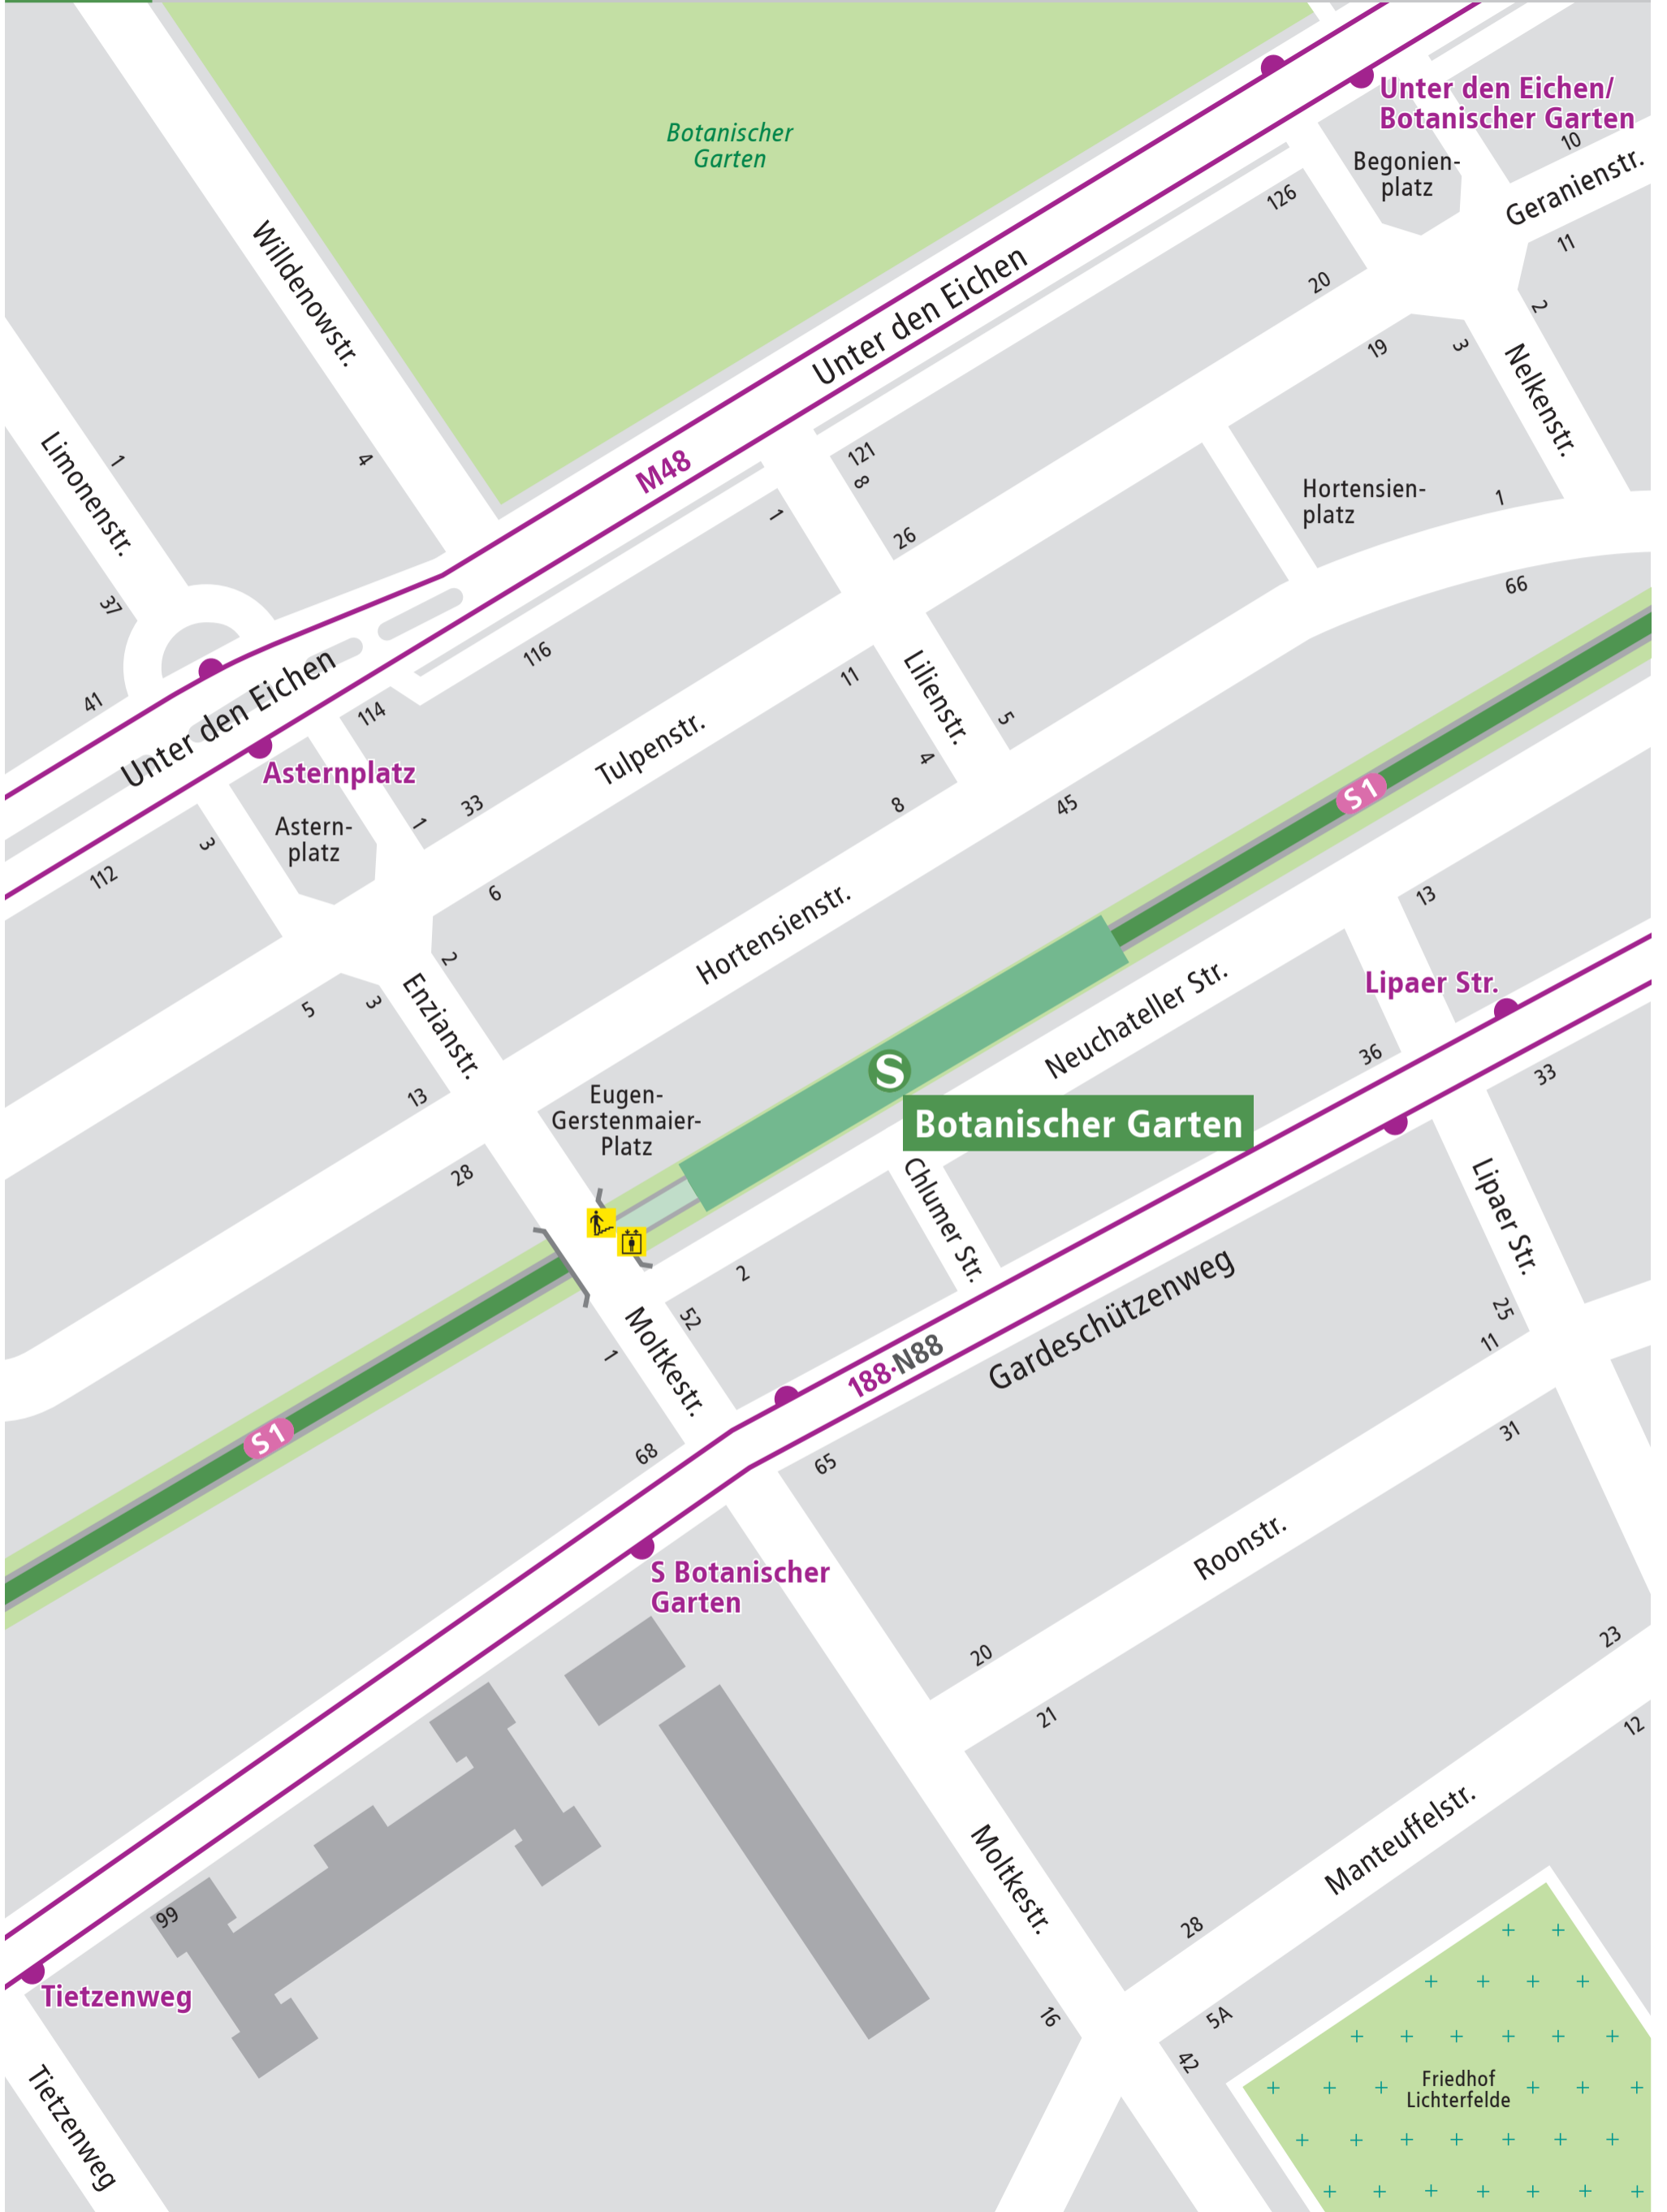 Unter den Eichen/
Botanischer Garten
Botanischer
Garten
10
Begonien-
platz
Geranienstr.
126
11
Willdenowstr.
Unter den Eichen
20
2
19
3
Nelkenstr.
Limonenstr.
1
4
M48
121
8
Hortensien-
platz
1
1
26
66
37
116
11
Lilienstr.
5
41
Unter den Eichen
114
Tulpenstr.
4
Asternplatz
S1
33
8
45
Astern-
platz
1
3
112
6
13
Hortensienstr.
2
Lipaer Str.
5
3
Enzianstr.
Neuchateller Str.
36
33
S
13
Eugen-
Gerstenmaier-
Platz
Botanischer Garten
28
Chlumer Str.
Lipaer Str.
2
52
Gardeschützenweg
25
11
Moltkestr.
1
188·N88
S1
68
65
31
Roonstr.
S Botanischer
Garten
20
23
21
12
Moltkestr.
Manteuffelstr.
99
28
Tietzenweg
16
5A
42
Tietzenweg
Friedhof
Lichterfelde